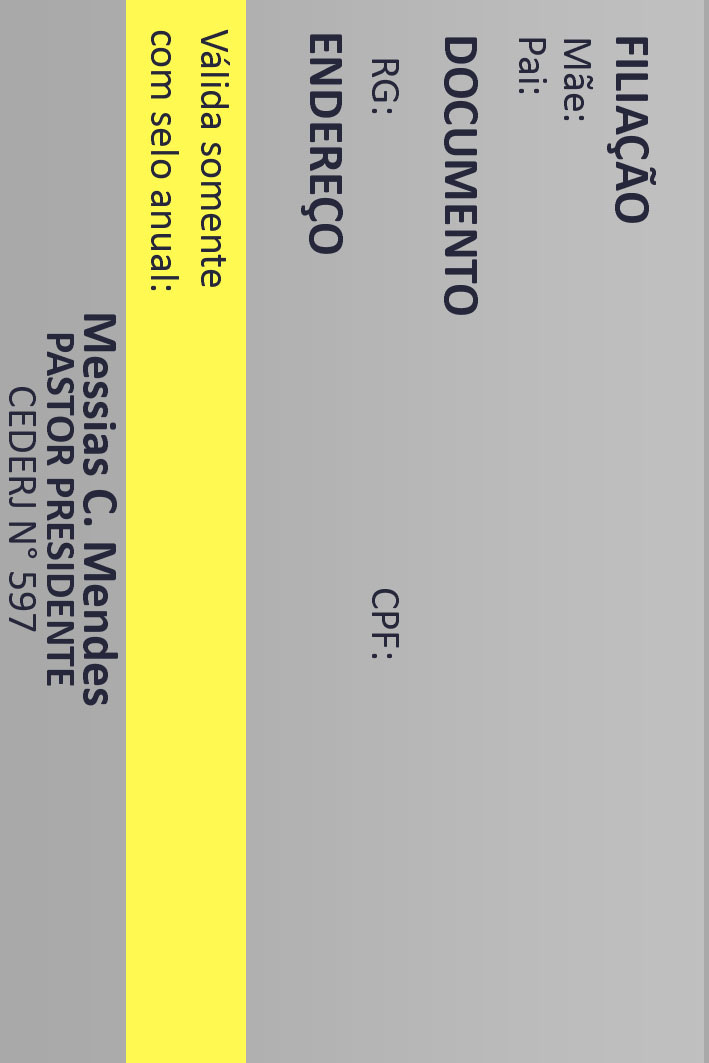 FILIAÇÃO
Mãe:
Pai:
DOCUMENTO
RG: CPF:
ENDEREÇO
Válida somente
com selo anual:
Messias C. Mendes
PASTOR PRESIDENTE
CEDERJ N° 597